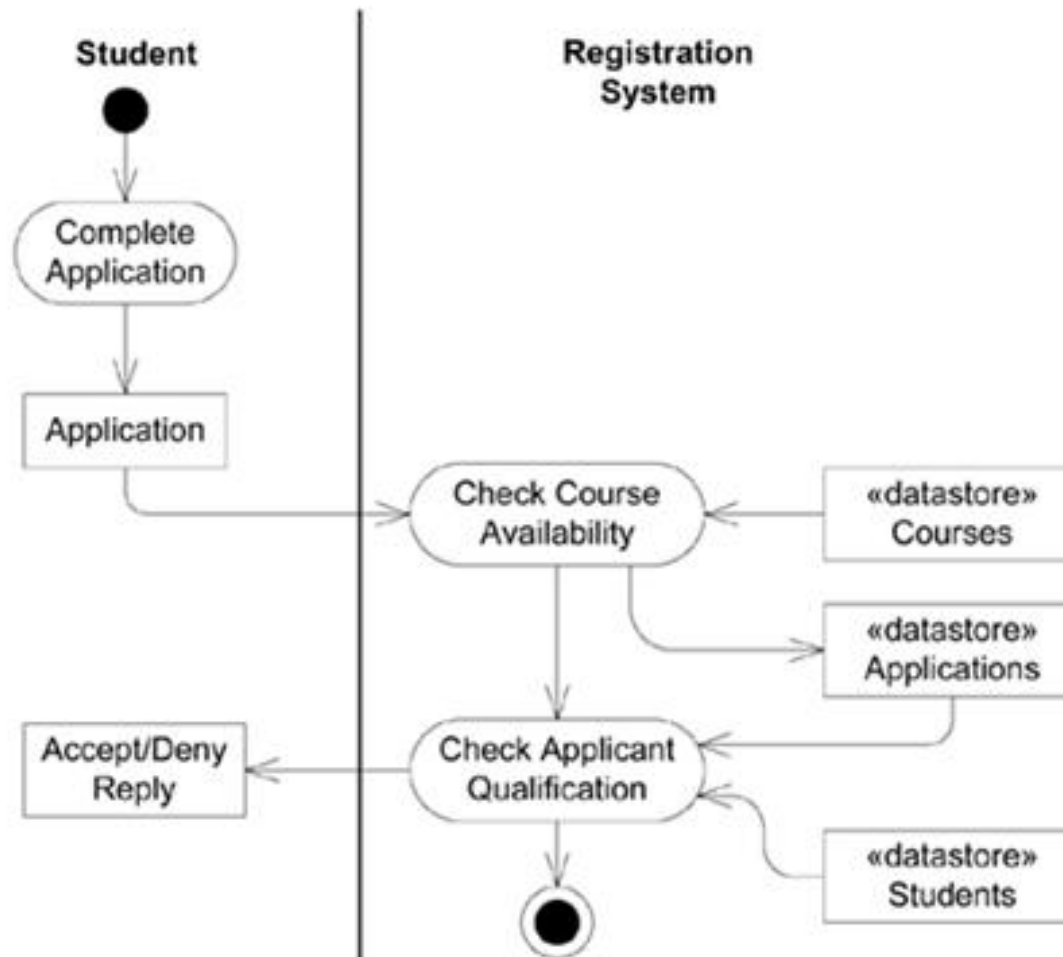 Student
Registration
System
Complete
Application
Application
Check Course
Availability
«datastore»
Courses
«datastore»
Applications
Accept/Deny
Reply
Check Applicant
Qualification
«datastore»
Students